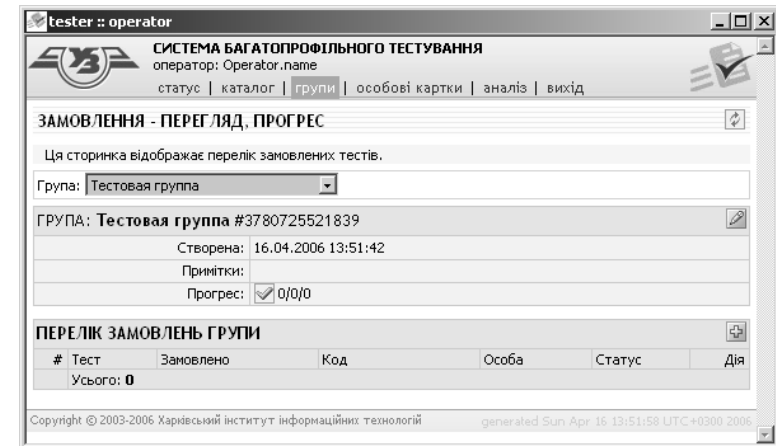 tester :: operator
СИСТЕМА БАГАТОПРОФІЛЬНОГО ТЕСТУВАННЯ
оператор: Operator.name
статус | каталог | групи | особові картки | аналіз | вихід
ЗАМОВЛЕННЯ - ПЕРЕГЛЯД, ПРОГРЕС
Ця сторинка відображає перелік замовлених тестів.
Група: Тестовая группа
ГРУПА: Тестовая группа #3780725521839
Створена: 16.04.2006 13:51:42
Примітки:
Прогрес: 0/0/0
ПЕРЕЛІК ЗАМОВЛЕНЬ ГРУПИ
# Тест Замовлено Код Особа Статус Дія
Усього: 0
Copyright © 2003-2006 Харківський інститут інформаційних технологій generated Sun Apr 16 13:51:58 UTC+0300 2006